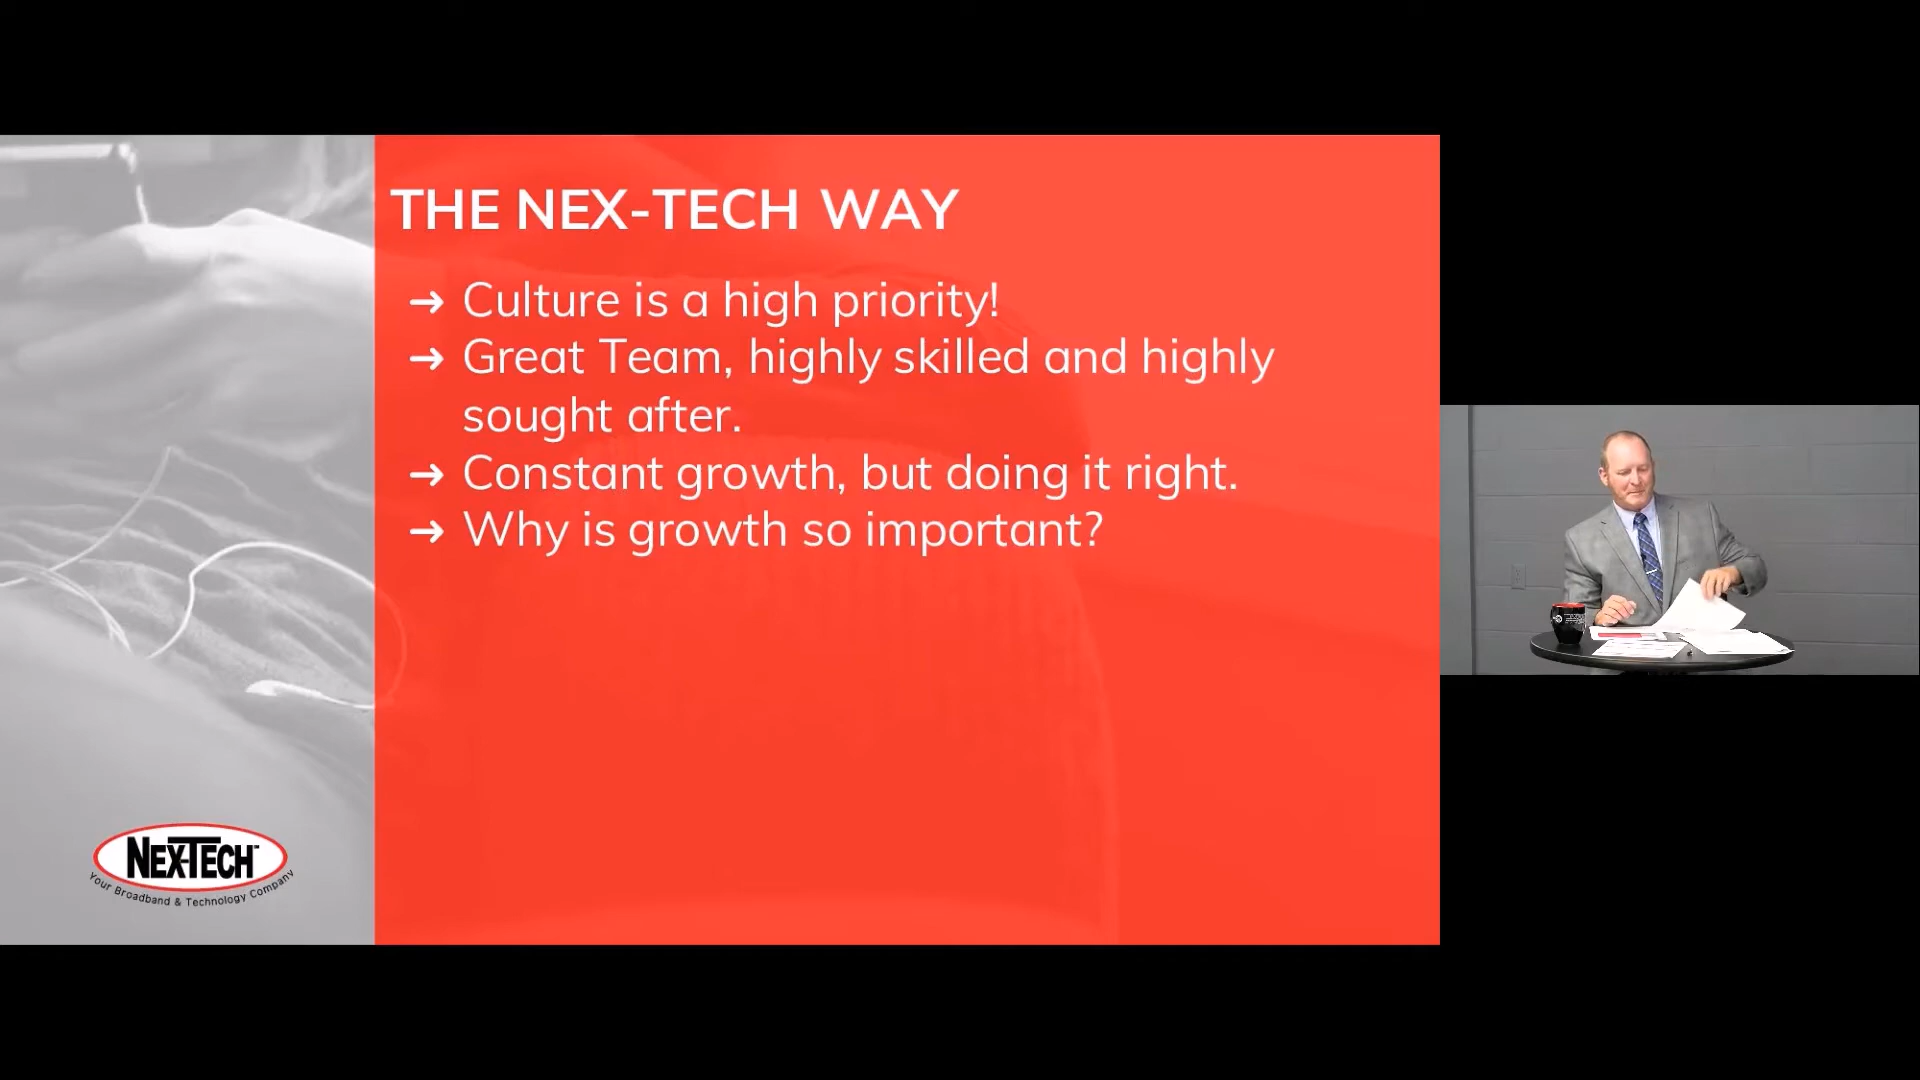 THE NEX-TECH WAY
➔ Culture is a high priority!
➔ Great Team, highly skilled and highly
sought after.
➔ Constant growth, but doing it right.
➔ Why is growth so important?
NEX-TECH™
Your Broadband & Technology Company